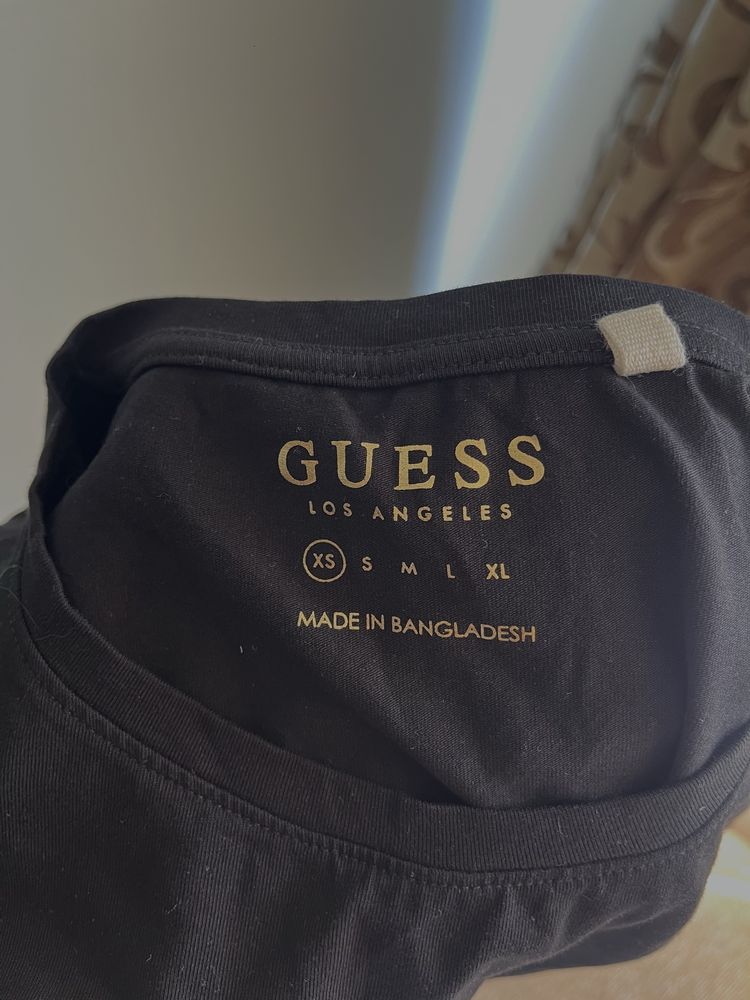 GUESS
LOS ANGELES
XS S M L XL
MADE IN BANGLADESH